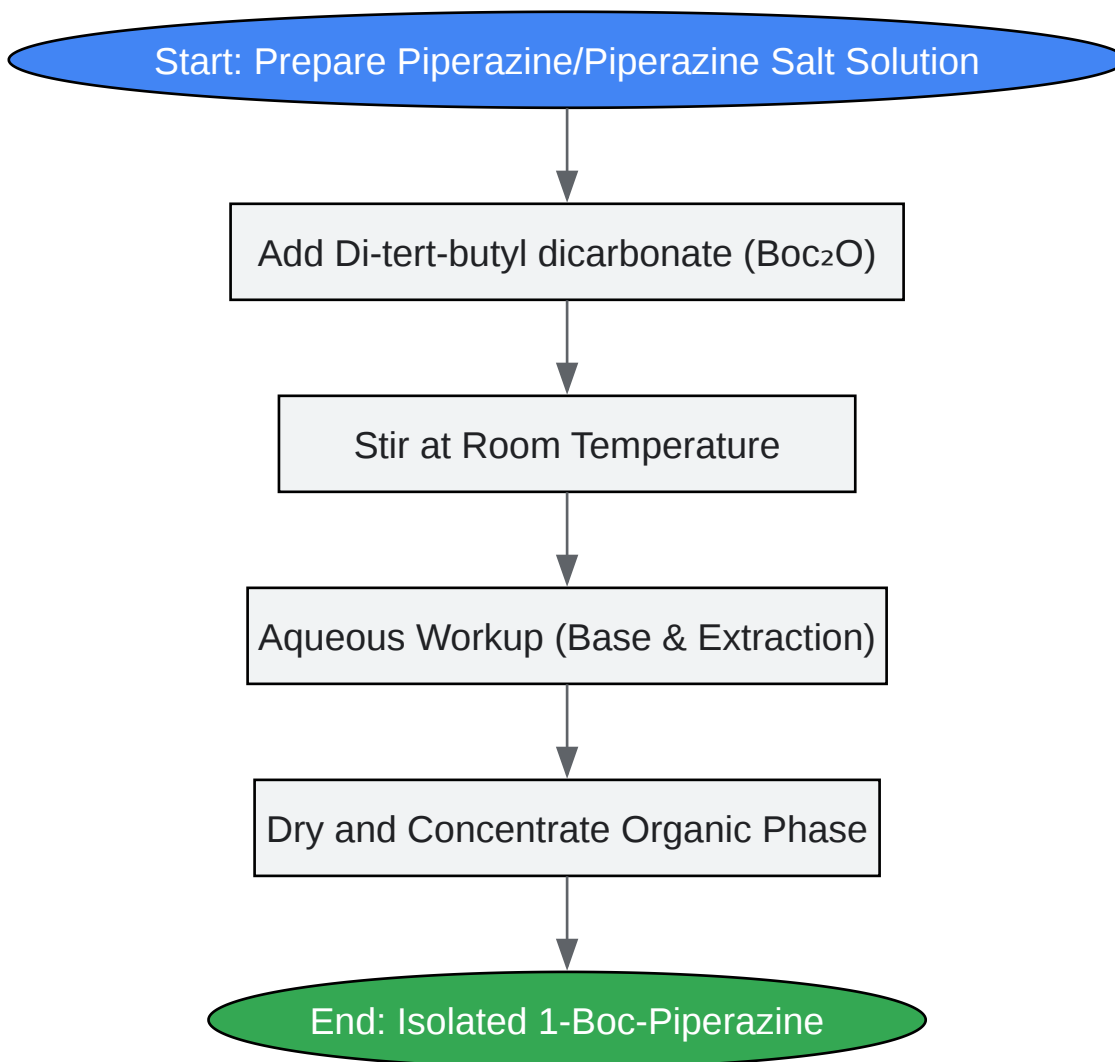 Start: Prepare Piperazine/Piperazine Salt Solution
Add Di-tert-butyl dicarbonate (Boc₂O)
Stir at Room Temperature
Aqueous Workup (Base & Extraction)
Dry and Concentrate Organic Phase
End: Isolated 1-Boc-Piperazine